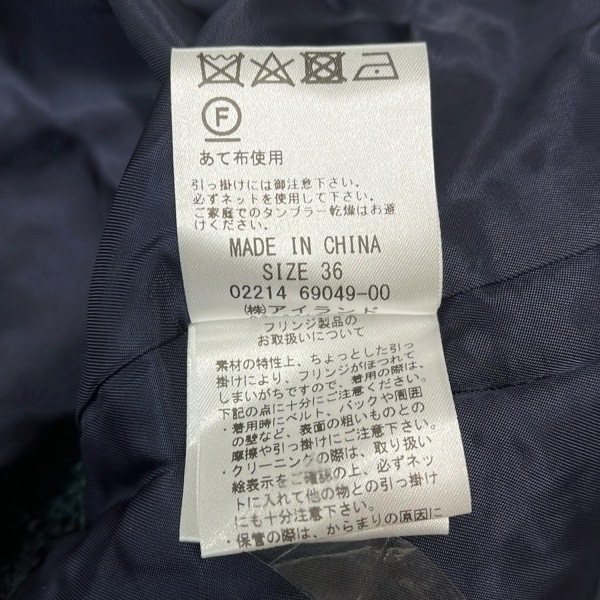 F
あて布使用
引っ掛けには御注意下さい。
必ずネットを使用して下さい。
ご家庭でのタンブラー乾燥はお避
けください。
MADE IN CHINA
SIZE 36
02214 69049-00
(株)アイランド
フリンジ製品の
お取扱いについて
素材の特性上、ちょっとした引っ
掛けにより、フリンジがほつれて
しまいがちですので、着用の際は、
下記の点に十分にご注意ください。
・着用時にベルト、バックや周囲
の壁など、表面の粗いものとの
摩擦や引っ掛けにご注意下さい。
・クリーニングの際は、取り扱い
絵表示をご確認の上、必ずネッ
トに入れて他の物との引っ掛け
にも十分注意下さい。
・保管の際は、からまりの原因に